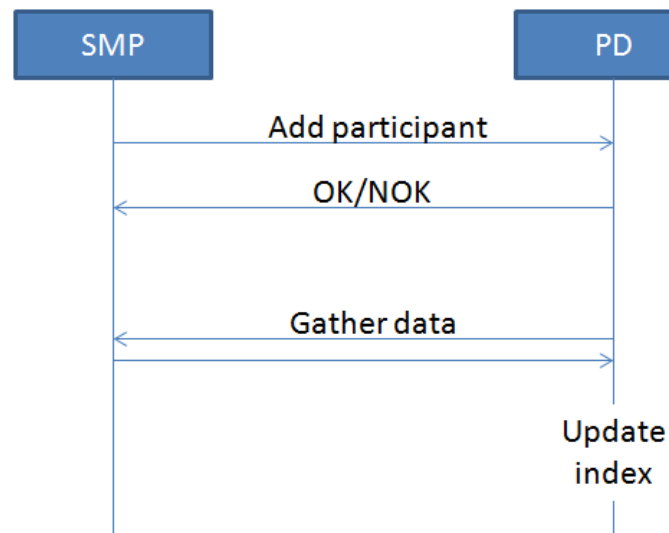 SMP
PD
Add participant
OK/NOK
Gather data
Update
index